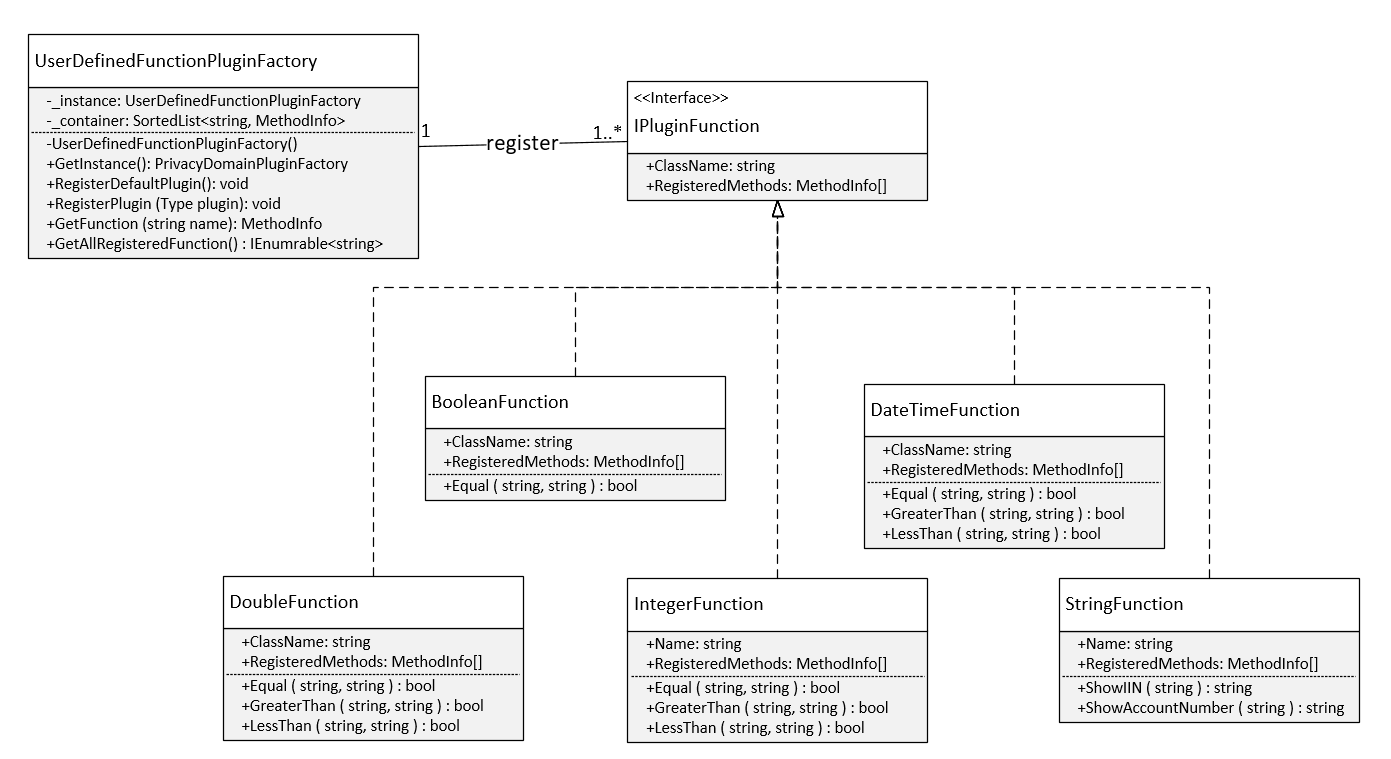 UserDefinedFunctionPluginFactory
-_instance: UserDefinedFunctionPluginFactory
-_container: SortedList<string, MethodInfo>
-UserDefinedFunctionPluginFactory()
+GetInstance(): PrivacyDomainPluginFactory
+RegisterDefaultPlugin(): void
+RegisterPlugin (Type plugin): void
+GetFunction (string name): MethodInfo
+GetAllRegisteredFunction() : IEnumrable<string>
1
register
1..*
<<Interface>>
IPluginFunction
+ClassName: string
+RegisteredMethods: MethodInfo[]
BooleanFunction
+ClassName: string
+RegisteredMethods: MethodInfo[]
+Equal ( string, string ) : bool
DateTimeFunction
+ClassName: string
+RegisteredMethods: MethodInfo[]
+Equal ( string, string ) : bool
+GreaterThan ( string, string ) : bool
+LessThan ( string, string ) : bool
DoubleFunction
+ClassName: string
+RegisteredMethods: MethodInfo[]
+Equal ( string, string ) : bool
+GreaterThan ( string, string ) : bool
+LessThan ( string, string ) : bool
IntegerFunction
+Name: string
+RegisteredMethods: MethodInfo[]
+Equal ( string, string ) : bool
+GreaterThan ( string, string ) : bool
+LessThan ( string, string ) : bool
StringFunction
+Name: string
+RegisteredMethods: MethodInfo[]
+ShowIIN ( string ) : string
+ShowAccountNumber ( string ) : string